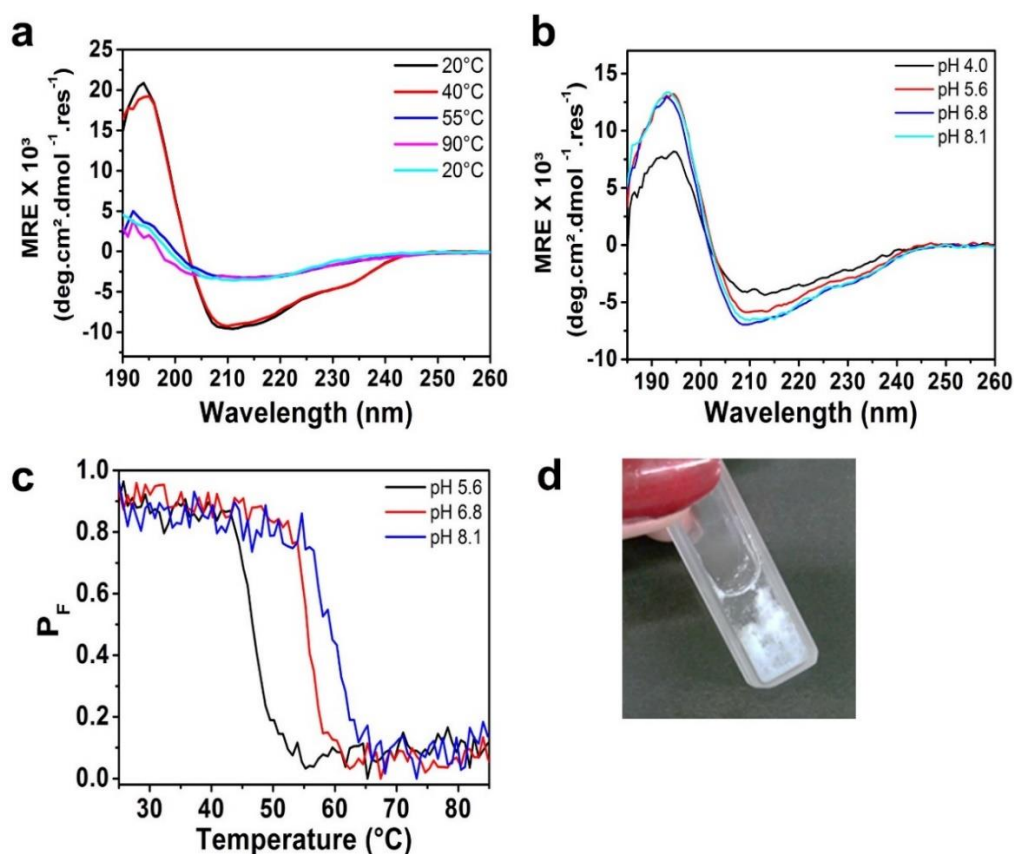 a
25
20
15
10
5
0
-5
-10
190 200 210 220 230 240 250 260
Wavelength (nm)
MRE X 10³
(deg.cm².dmol⁻¹.res⁻¹)
20°C
40°C
55°C
90°C
20°C
b
15
10
5
0
-5
-10
190 200 210 220 230 240 250 260
Wavelength (nm)
MRE X 10³
(deg.cm².dmol⁻¹.res⁻¹)
pH 4.0
pH 5.6
pH 6.8
pH 8.1
c
1.0
0.8
0.6
0.4
0.2
0.0
30 40 50 60 70 80
Temperature (°C)
P_F
pH 5.6
pH 6.8
pH 8.1
d